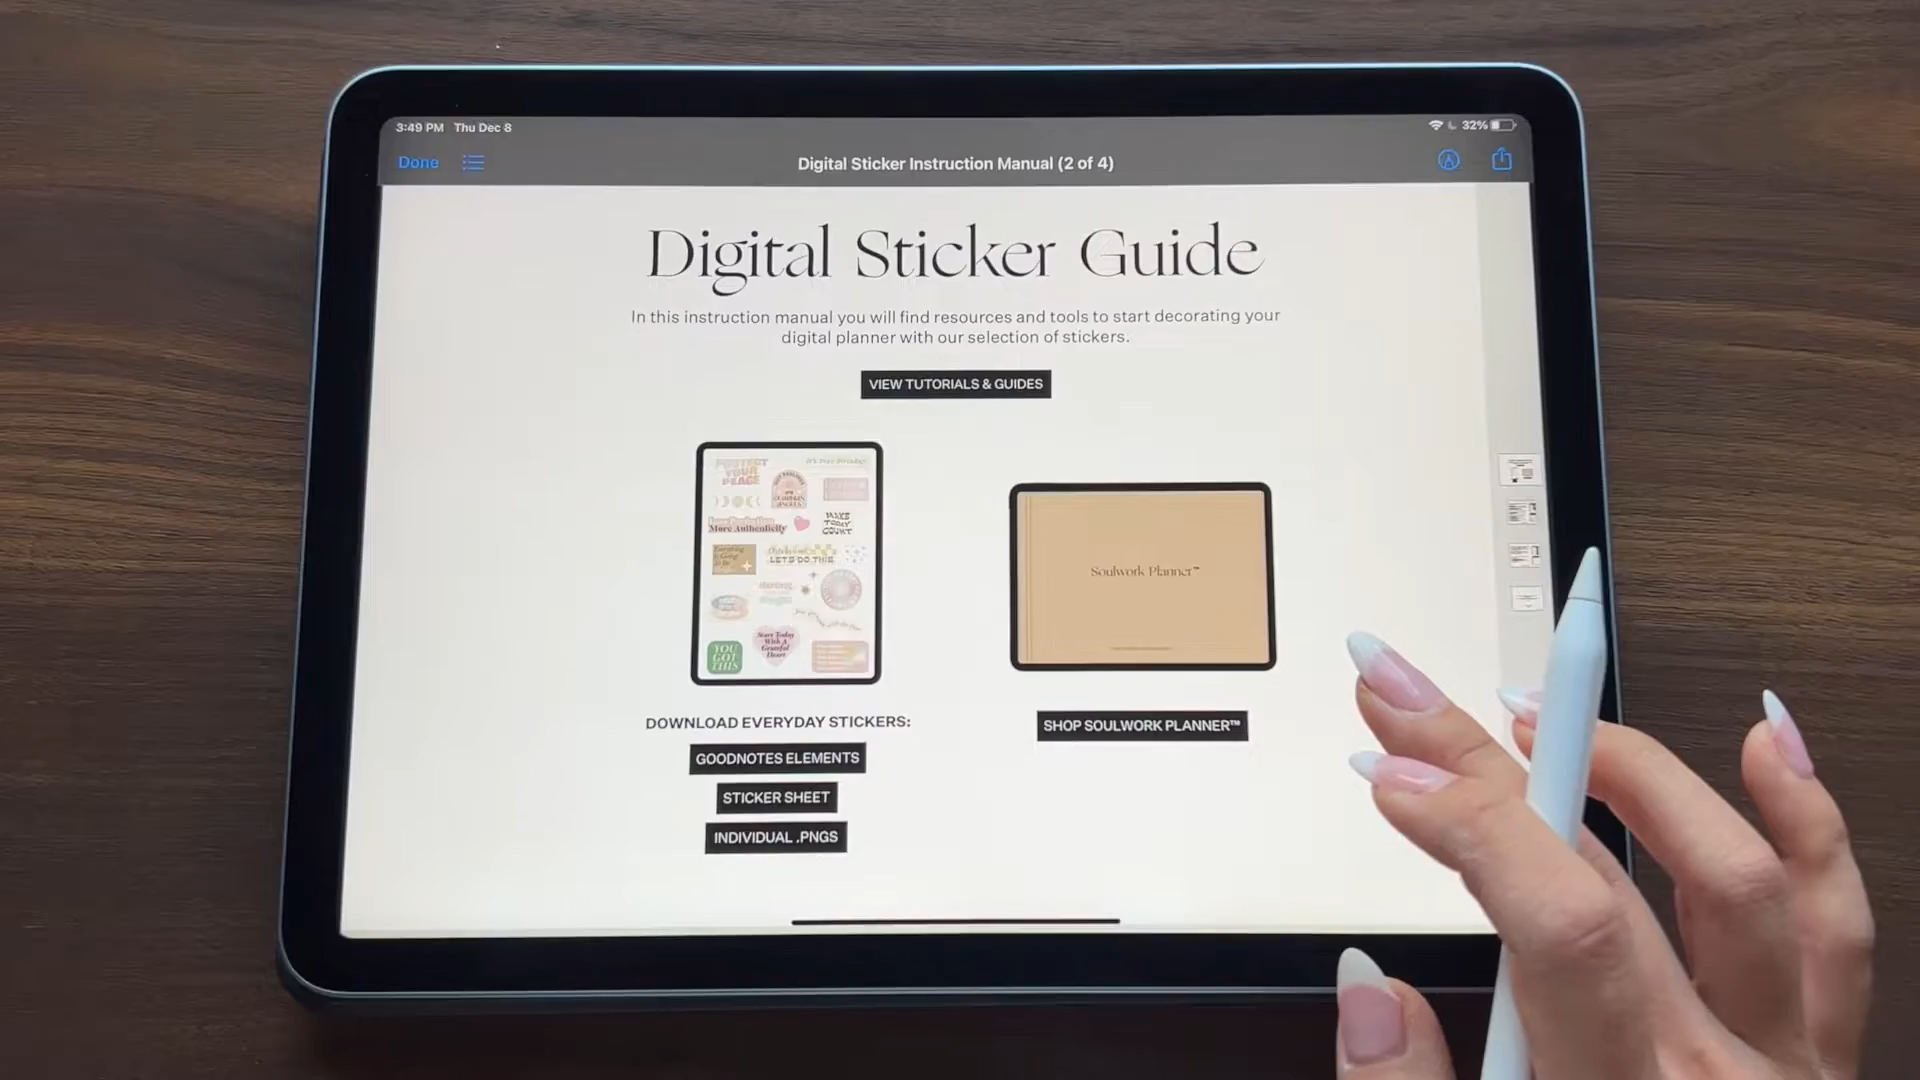 3:49 PM Thu Dec 8
32%
Done
Digital Sticker Instruction Manual (2 of 4)
Digital Sticker Guide
In this instruction manual you will find resources and tools to start decorating your
digital planner with our selection of stickers.
VIEW TUTORIALS & GUIDES
PROTECT
YOUR
PEACE
More Authenticity
MAKE
TODAY
COUNT
LET'S DO THIS
YOU
GOT
THIS
Start Today
With A
Grateful
Heart
Soulwork Planner™
DOWNLOAD EVERYDAY STICKERS:
GOODNOTES ELEMENTS
STICKER SHEET
INDIVIDUAL .PNGS
SHOP SOULWORK PLANNER™